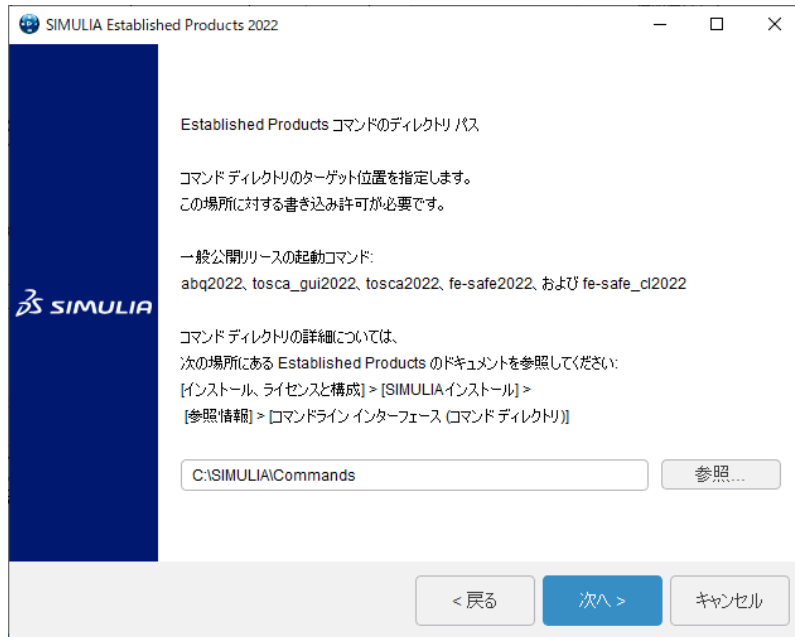 SIMULIA Established Products 2022
Established Products コマンドのディレクトリ パス
コマンド ディレクトリのターゲット位置を指定します。
この場所に対する書き込み許可が必要です。
一般公開リリースの起動コマンド:
abq2022、tosca_gui2022、tosca2022、fe-safe2022、および fe-safe_cl2022
コマンド ディレクトリの詳細については、
次の場所にある Established Products のドキュメントを参照してください:
[インストール、ライセンスと構成] > [SIMULIAインストール] >
[参照情報] > [コマンドライン インターフェース (コマンド ディレクトリ)]
SIMULIA
C:\SIMULIA\Commands
参照...
< 戻る
次へ >
キャンセル